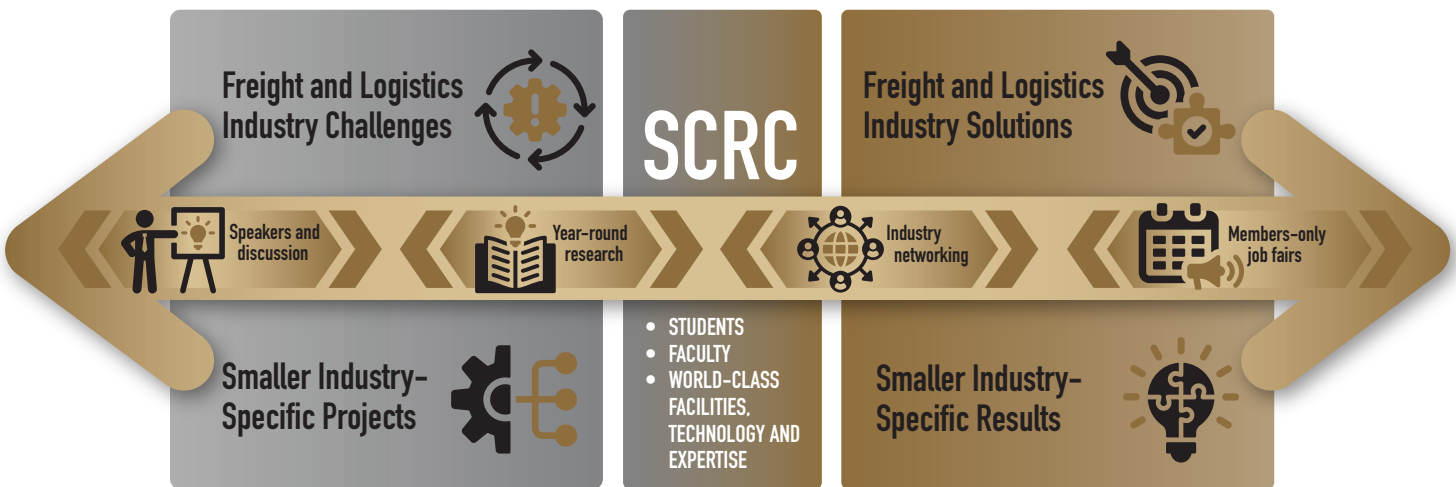 Freight and Logistics
Industry Challenges
SCRC
Freight and Logistics
Industry Solutions
Speakers and
discussion
Year-round
research
Industry
networking
Members-only
job fairs
Smaller Industry-
Specific Projects
• STUDENTS
• FACULTY
• WORLD-CLASS
FACILITIES,
TECHNOLOGY AND
EXPERTISE
Smaller Industry-
Specific Results